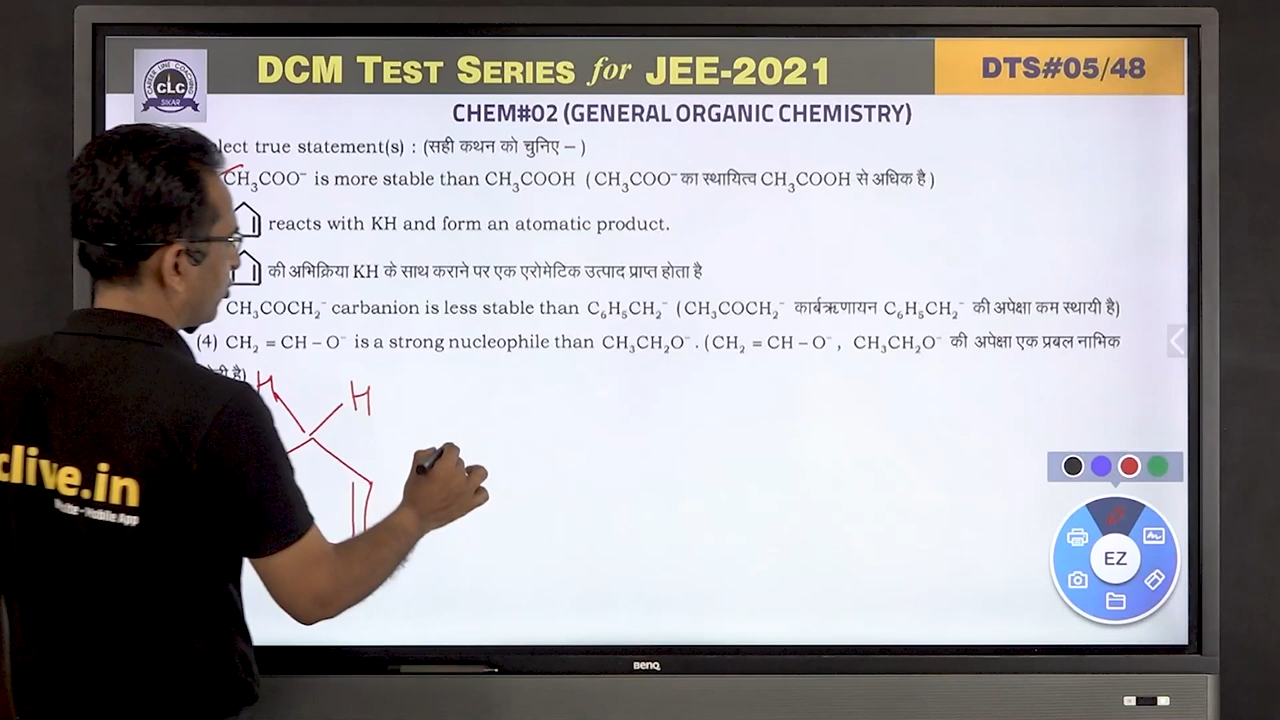 DCM TEST SERIES for JEE-2021
DTS#05/48
CLC
SIKAR
CHEM#02 (GENERAL ORGANIC CHEMISTRY)
lect true statement(s) : (सही कथन को चुनिए – )
CH₃COO⁻ is more stable than CH₃COOH ( CH₃COO⁻ का स्थायित्व CH₃COOH से अधिक है )
reacts with KH and form an atomatic product.
की अभिक्रिया KH के साथ कराने पर एक एरोमेटिक उत्पाद प्राप्त होता है
CH₃COCH₂⁻ carbanion is less stable than C₆H₅CH₂⁻ ( CH₃COCH₂⁻ कार्बऋणायन C₆H₅CH₂⁻ की अपेक्षा कम स्थायी है)
(4) CH₂ = CH – O⁻ is a strong nucleophile than CH₃CH₂O⁻ . ( CH₂ = CH – O⁻ , CH₃CH₂O⁻ की अपेक्षा एक प्रबल नाभिक
है)
H H
clive.in
Mobile App
EZ
BenQ